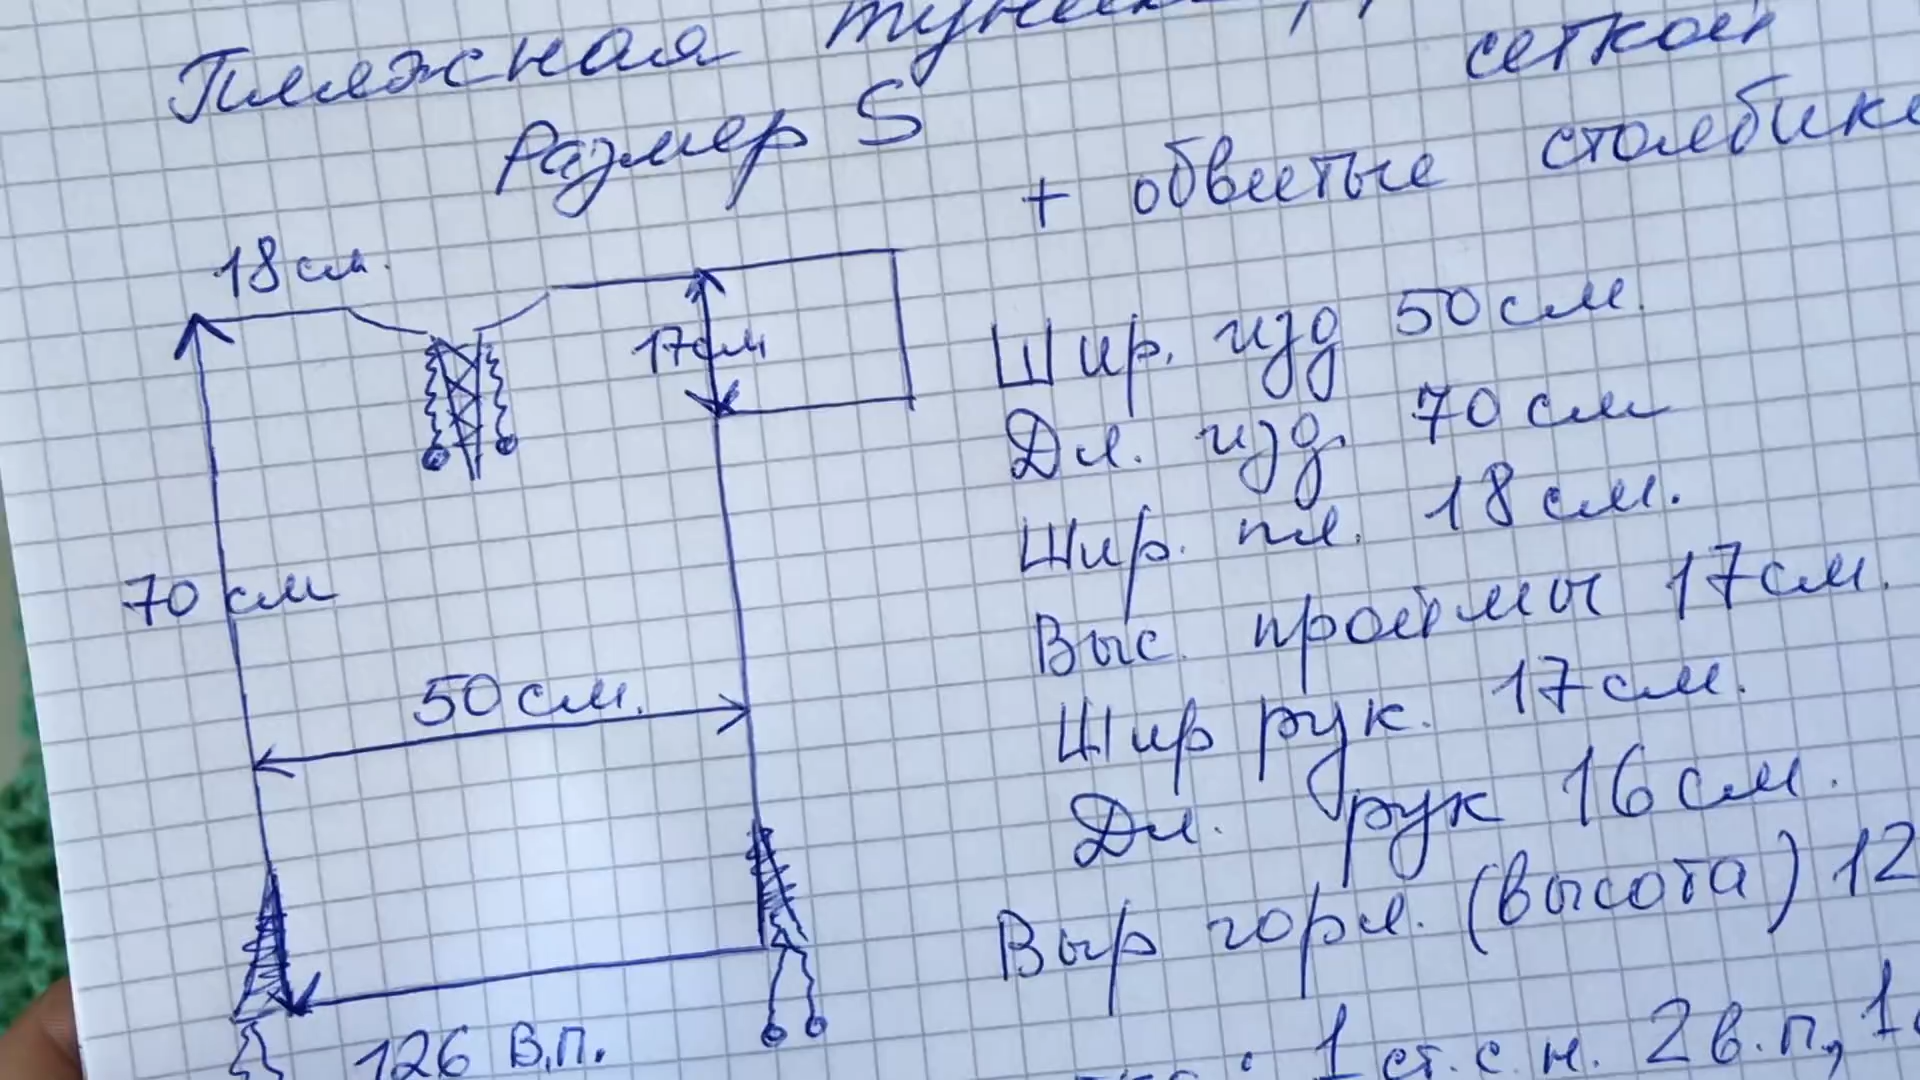 Пляжная
сеткой
Размер S
+ обвитые столбики
18 см.
17 см
70 см
50 см.
126 в.п.
Шир. изд 50 см.
Дл. изд. 70 см
Шир. пл. 18 см.
Выс. проймы 17 см.
Шир рук. 17 см.
Дл. рук 16 см.
Выр горл. (высота) 12
: 1 ст.с.н. 2 в.п., 1